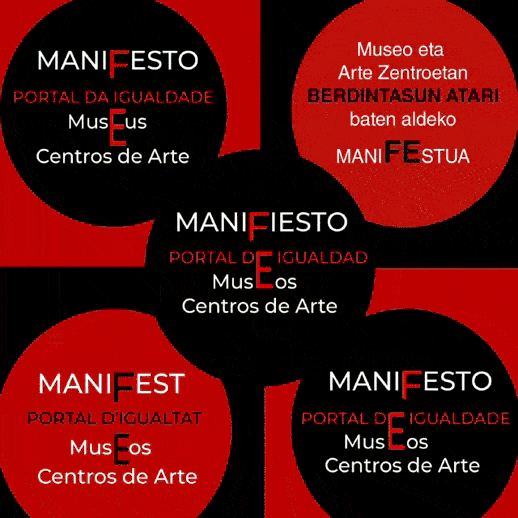 MANIFESTO
PORTAL DA IGUALDADE
MusEus
Centros de Arte
Museo eta
Arte Zentroetan
BERDINTASUN ATARI
baten aldeko
MANIFESTUA
MANIFIESTO
PORTAL DE IGUALDAD
MusEos
Centros de Arte
MANIFEST
PORTAL D'IGUALTAT
MusEos
Centros de Arte
MANIFESTO
PORTAL DE IGUALDADE
MusEos
Centros de Arte